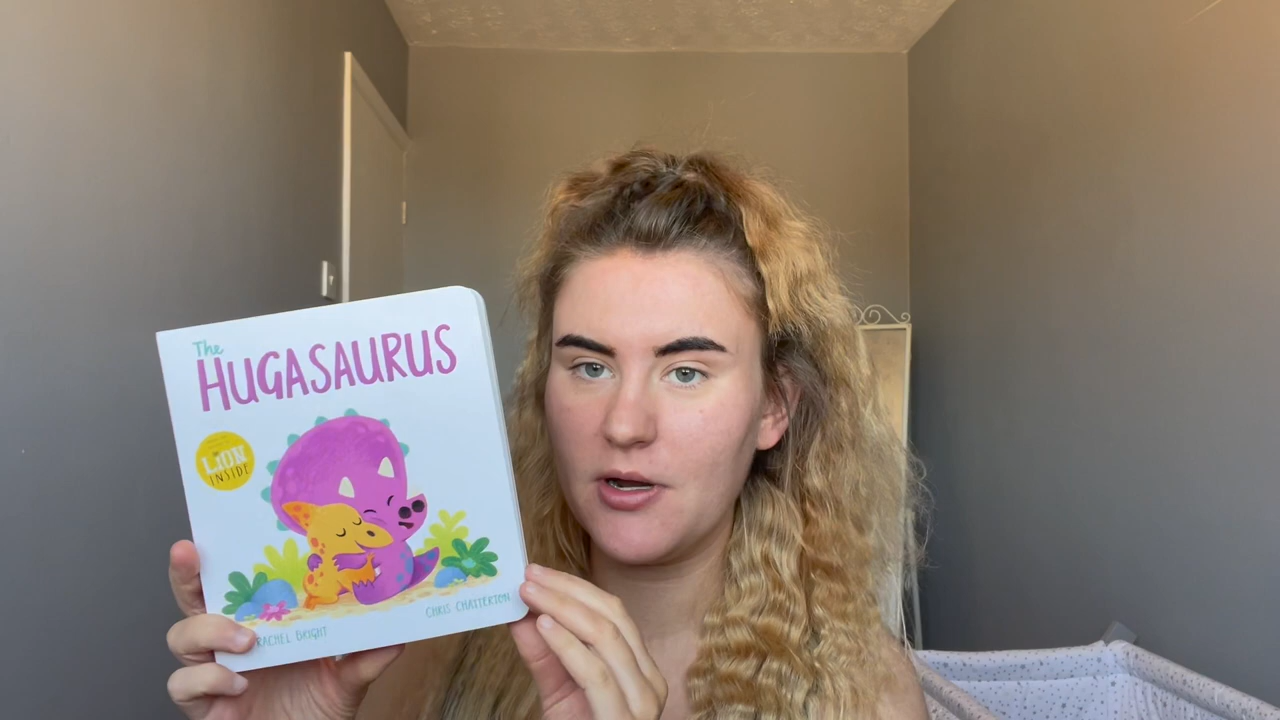 The
HUGASAURUS
LION
INSIDE
RACHEL BRIGHT
CHRIS CHATTERTON